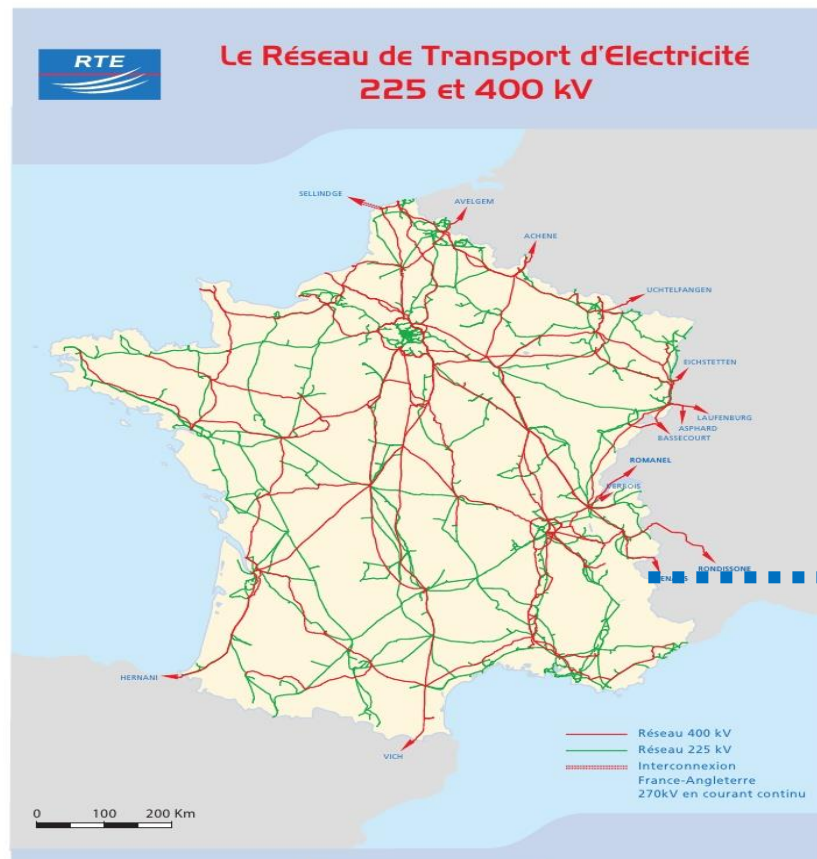 RTE
Le Réseau de Transport d'Electricité
225 et 400 kV
SELLINDGE
AVELGEM
ACHENE
UCHTELFANGEN
EICHSTETTEN
LAUFENBURG
ASPHARD
BASSECOURT
ROMANEL
RONDISSONE
HERNANI
VICH
Réseau 400 kV
Réseau 225 kV
Interconnexion
France-Angleterre
270kV en courant continu
0 100 200 Km